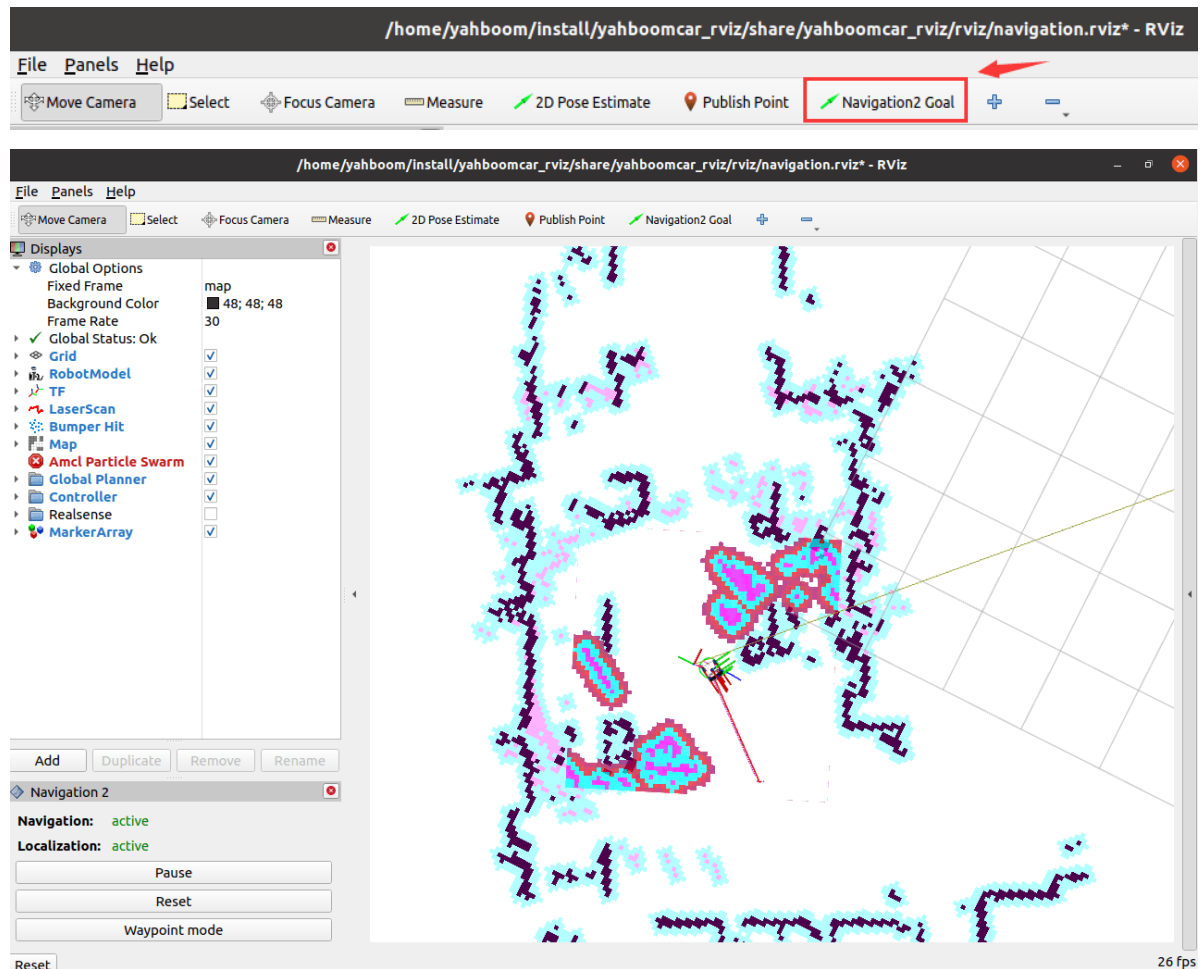 /home/yahboom/install/yahboomcar_rviz/share/yahboomcar_rviz/rviz/navigation.rviz* - RViz
File Panels Help
Move Camera Select Focus Camera Measure 2D Pose Estimate Publish Point Navigation2 Goal
/home/yahboom/install/yahboomcar_rviz/share/yahboomcar_rviz/rviz/navigation.rviz* - RViz
File Panels Help
Move Camera Select Focus Camera Measure 2D Pose Estimate Publish Point Navigation2 Goal
Displays
Global Options
Fixed Frame map
Background Color 48; 48; 48
Frame Rate 30
Global Status: Ok
Grid
RobotModel
TF
LaserScan
Bumper Hit
Map
Amcl Particle Swarm
Global Planner
Controller
Realsense
MarkerArray
Add Duplicate Remove Rename
Navigation 2
Navigation: active
Localization: active
Pause
Reset
Waypoint mode
Reset 26 fps